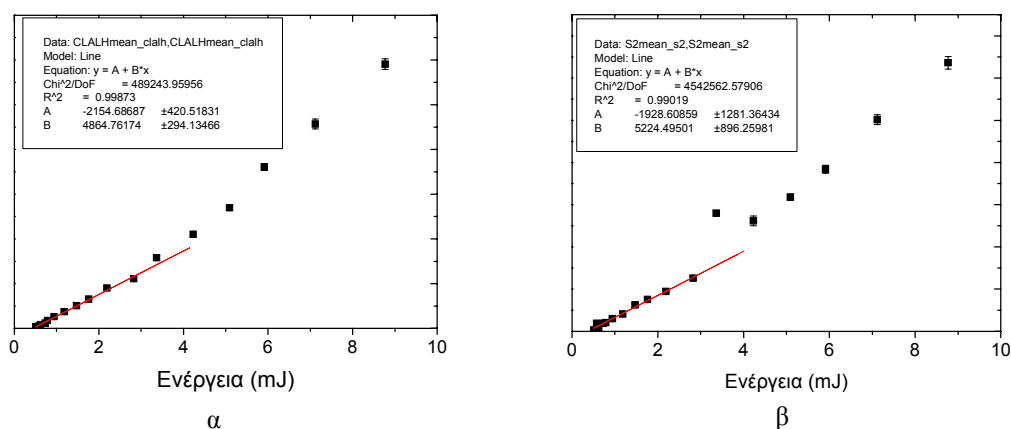 Data: CLALHmean_clalh,CLALHmean_clalh
Model: Line
Equation: y = A + B*x
Chi^2/DoF = 489243.95956
R^2 = 0.99873
A -2154.68687 ±420.51831
B 4864.76174 ±294.13466
0 2 4 6 8 10
Ενέργεια (mJ)
α
Data: S2mean_s2,S2mean_s2
Model: Line
Equation: y = A + B*x
Chi^2/DoF = 4542562.57906
R^2 = 0.99019
A -1928.60859 ±1281.36434
B 5224.49501 ±896.25981
0 2 4 6 8 10
Ενέργεια (mJ)
β